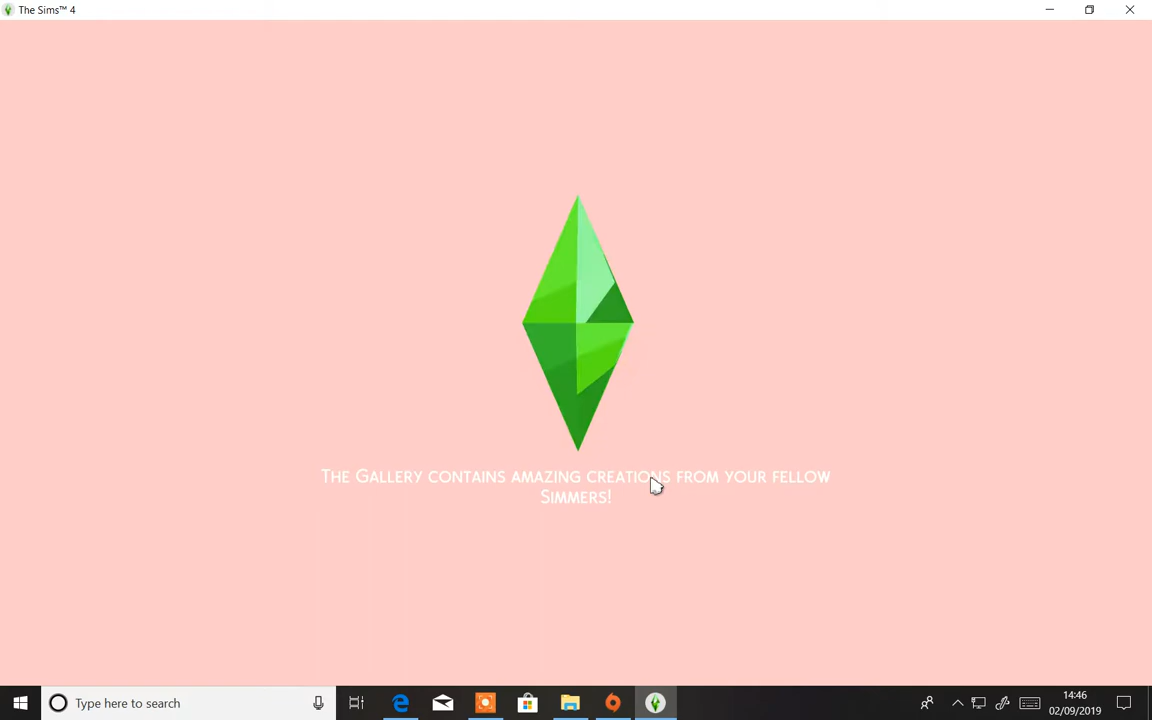 The Sims™ 4
The Gallery contains amazing creations from your fellow
Simmers!
Type here to search
14:46
02/09/2019